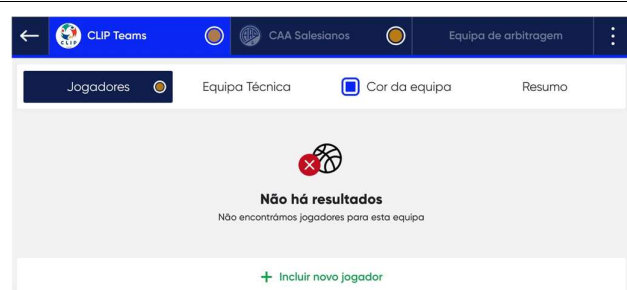 CLIP Teams
CAA Salesianos
Equipa de arbitragem
CLIP
Jogadores
Equipa Técnica
Cor da equipa
Resumo
Não há resultados
Não encontrámos jogadores para esta equipa
+ Incluir novo jogador